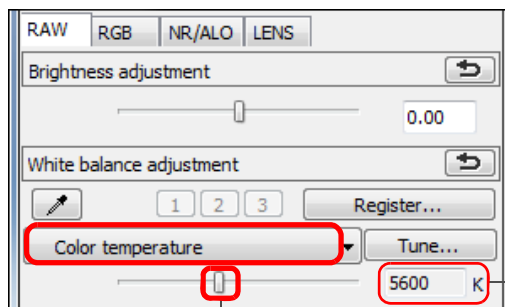 RAW RGB NR/ALO LENS
Brightness adjustment
0.00
White balance adjustment
1 2 3 Register...
Color temperature Tune...
5600 K